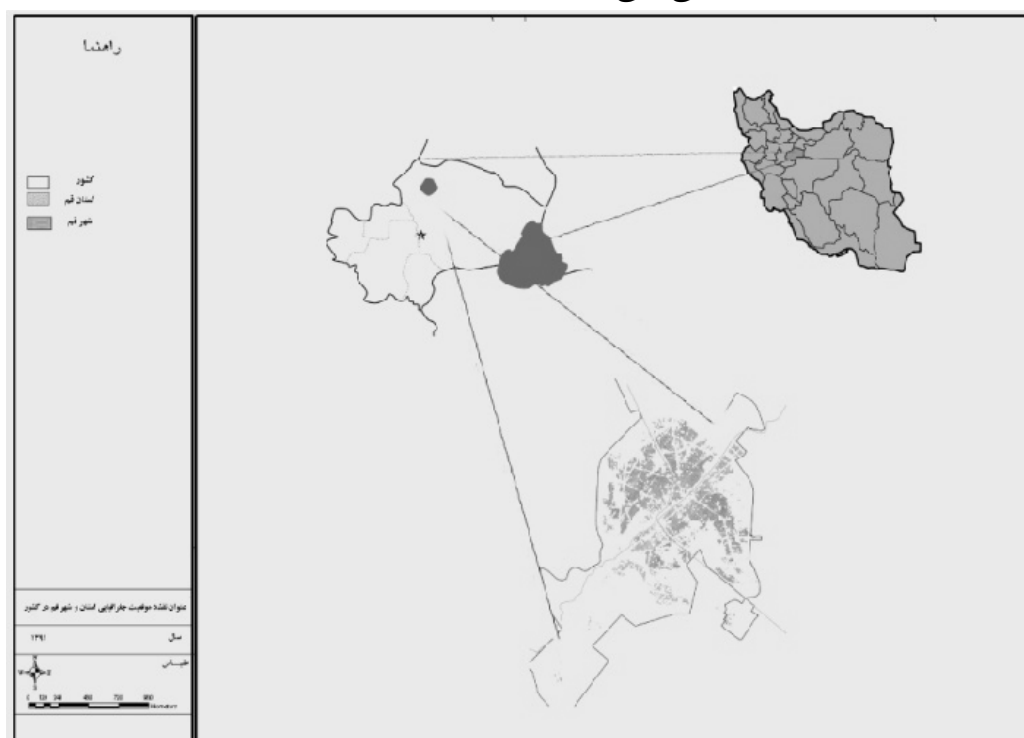 راهنما
کشور
استان قم
شهر قم
عنوان نقشه موقعیت جغرافیایی استان و شهر قم در کشور
سال ۱۳۹۱